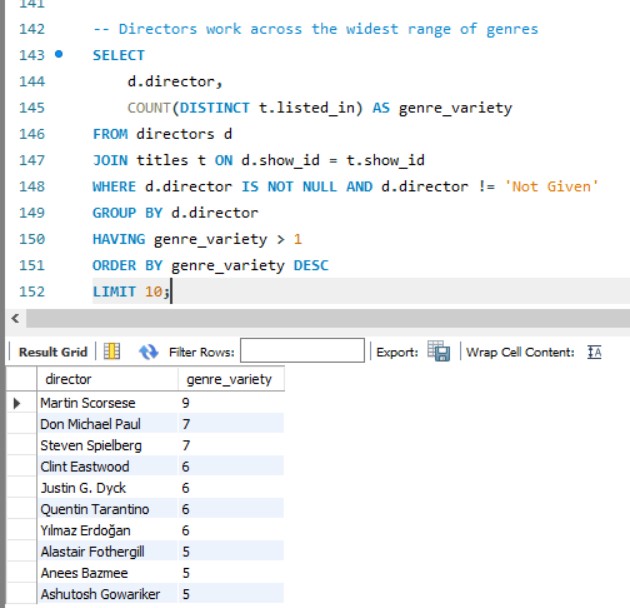 141
142 -- Directors work across the widest range of genres
143 SELECT
144 d.director,
145 COUNT(DISTINCT t.listed_in) AS genre_variety
146 FROM directors d
147 JOIN titles t ON d.show_id = t.show_id
148 WHERE d.director IS NOT NULL AND d.director != 'Not Given'
149 GROUP BY d.director
150 HAVING genre_variety > 1
151 ORDER BY genre_variety DESC
152 LIMIT 10;
Result Grid Filter Rows: Export: Wrap Cell Content: IA
director genre_variety
Martin Scorsese 9
Don Michael Paul 7
Steven Spielberg 7
Clint Eastwood 6
Justin G. Dyck 6
Quentin Tarantino 6
Yılmaz Erdoğan 6
Alastair Fothergill 5
Anees Bazmee 5
Ashutosh Gowariker 5